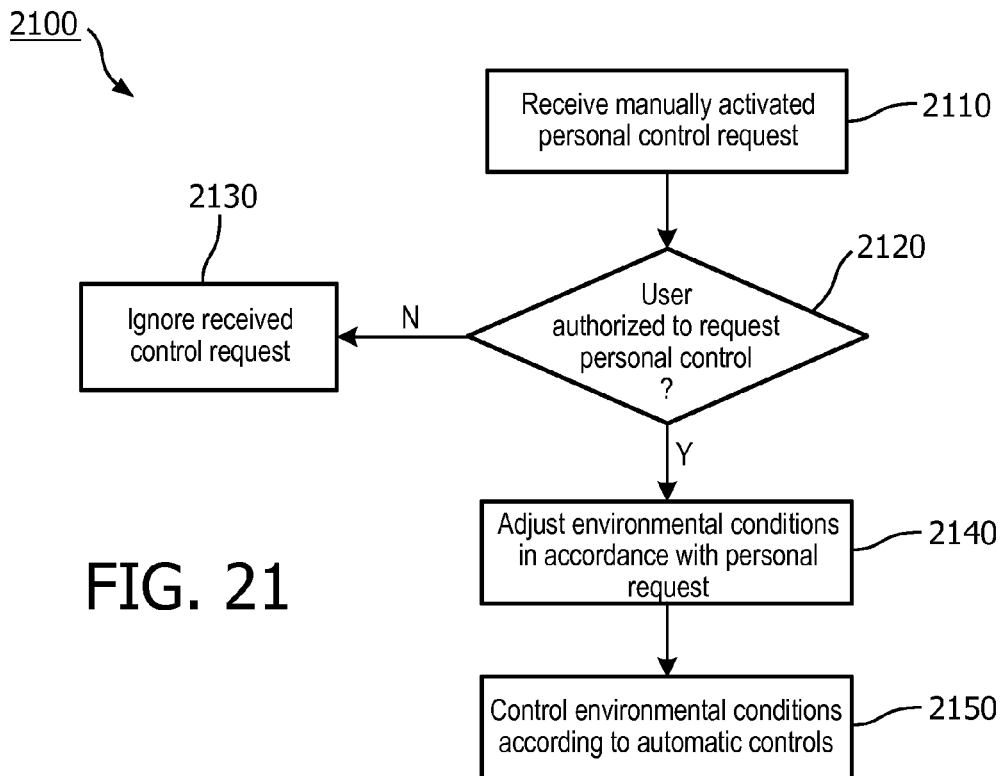 2100
Receive manually activated
personal control request
2110
2130
2120
User
authorized to request
personal control
?
N
Ignore received
control request
Y
Adjust environmental conditions
in accordance with personal
request
2140
FIG. 21
Control environmental conditions
according to automatic controls
2150